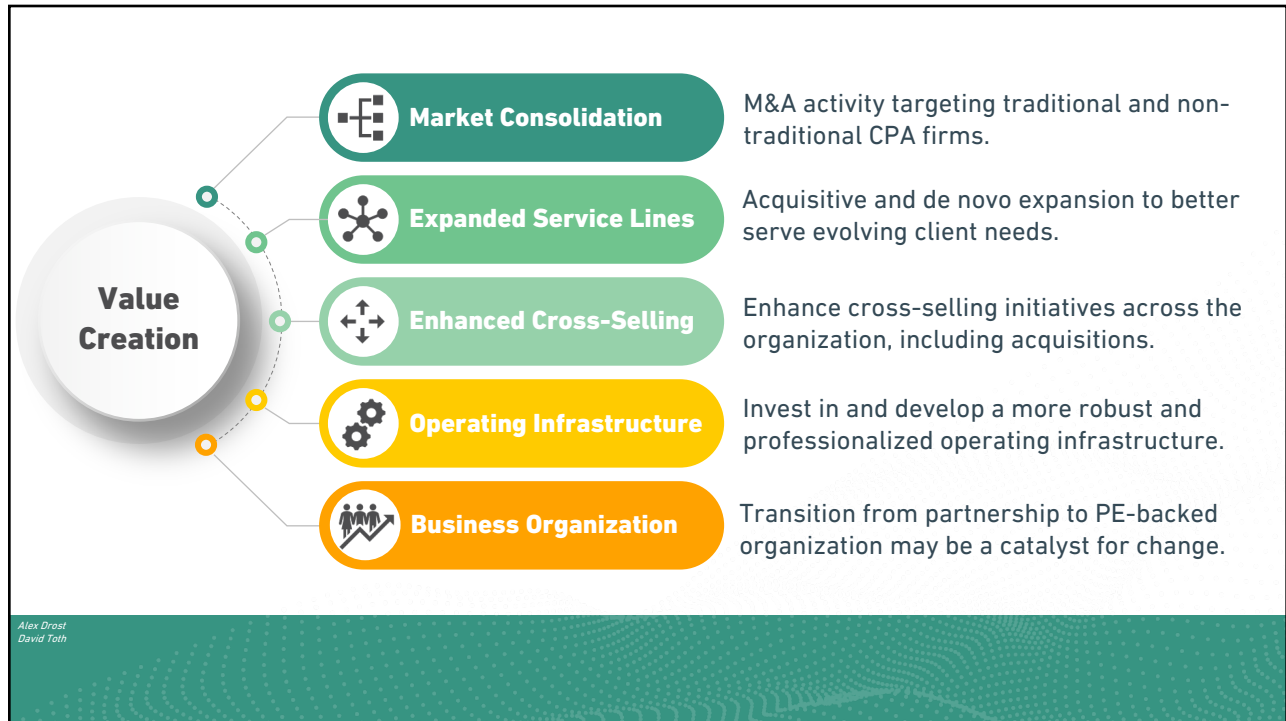 Value
Creation
Market Consolidation
M&A activity targeting traditional and non-
traditional CPA firms.
Expanded Service Lines
Acquisitive and de novo expansion to better
serve evolving client needs.
Enhanced Cross-Selling
Enhance cross-selling initiatives across the
organization, including acquisitions.
Operating Infrastructure
Invest in and develop a more robust and
professionalized operating infrastructure.
Business Organization
Transition from partnership to PE-backed
organization may be a catalyst for change.
Alex Drost
David Toth